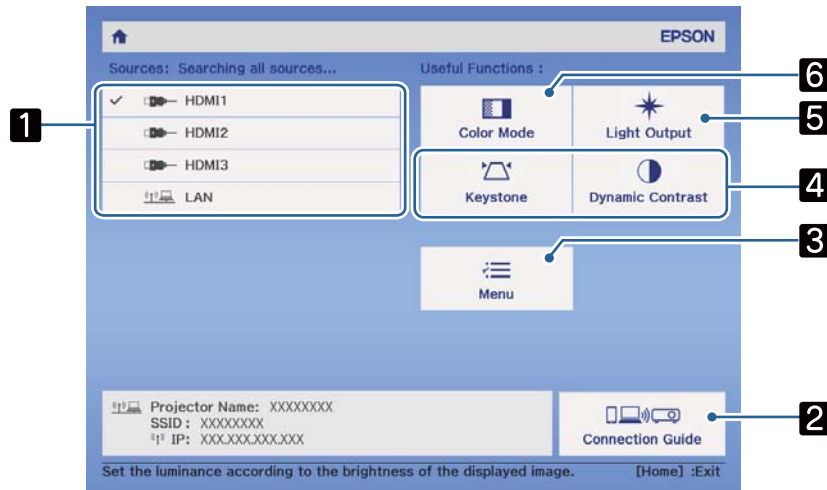 EPSON
Sources: Searching all sources...
Useful Functions :
HDMI1
HDMI2
HDMI3
LAN
Color Mode
Light Output
Keystone
Dynamic Contrast
Menu
Projector Name: XXXXXXXX
SSID : XXXXXXXX
IP: XXX.XXX.XXX.XXX
Connection Guide
Set the luminance according to the brightness of the displayed image.
[Home] :Exit
1
6
5
4
3
2